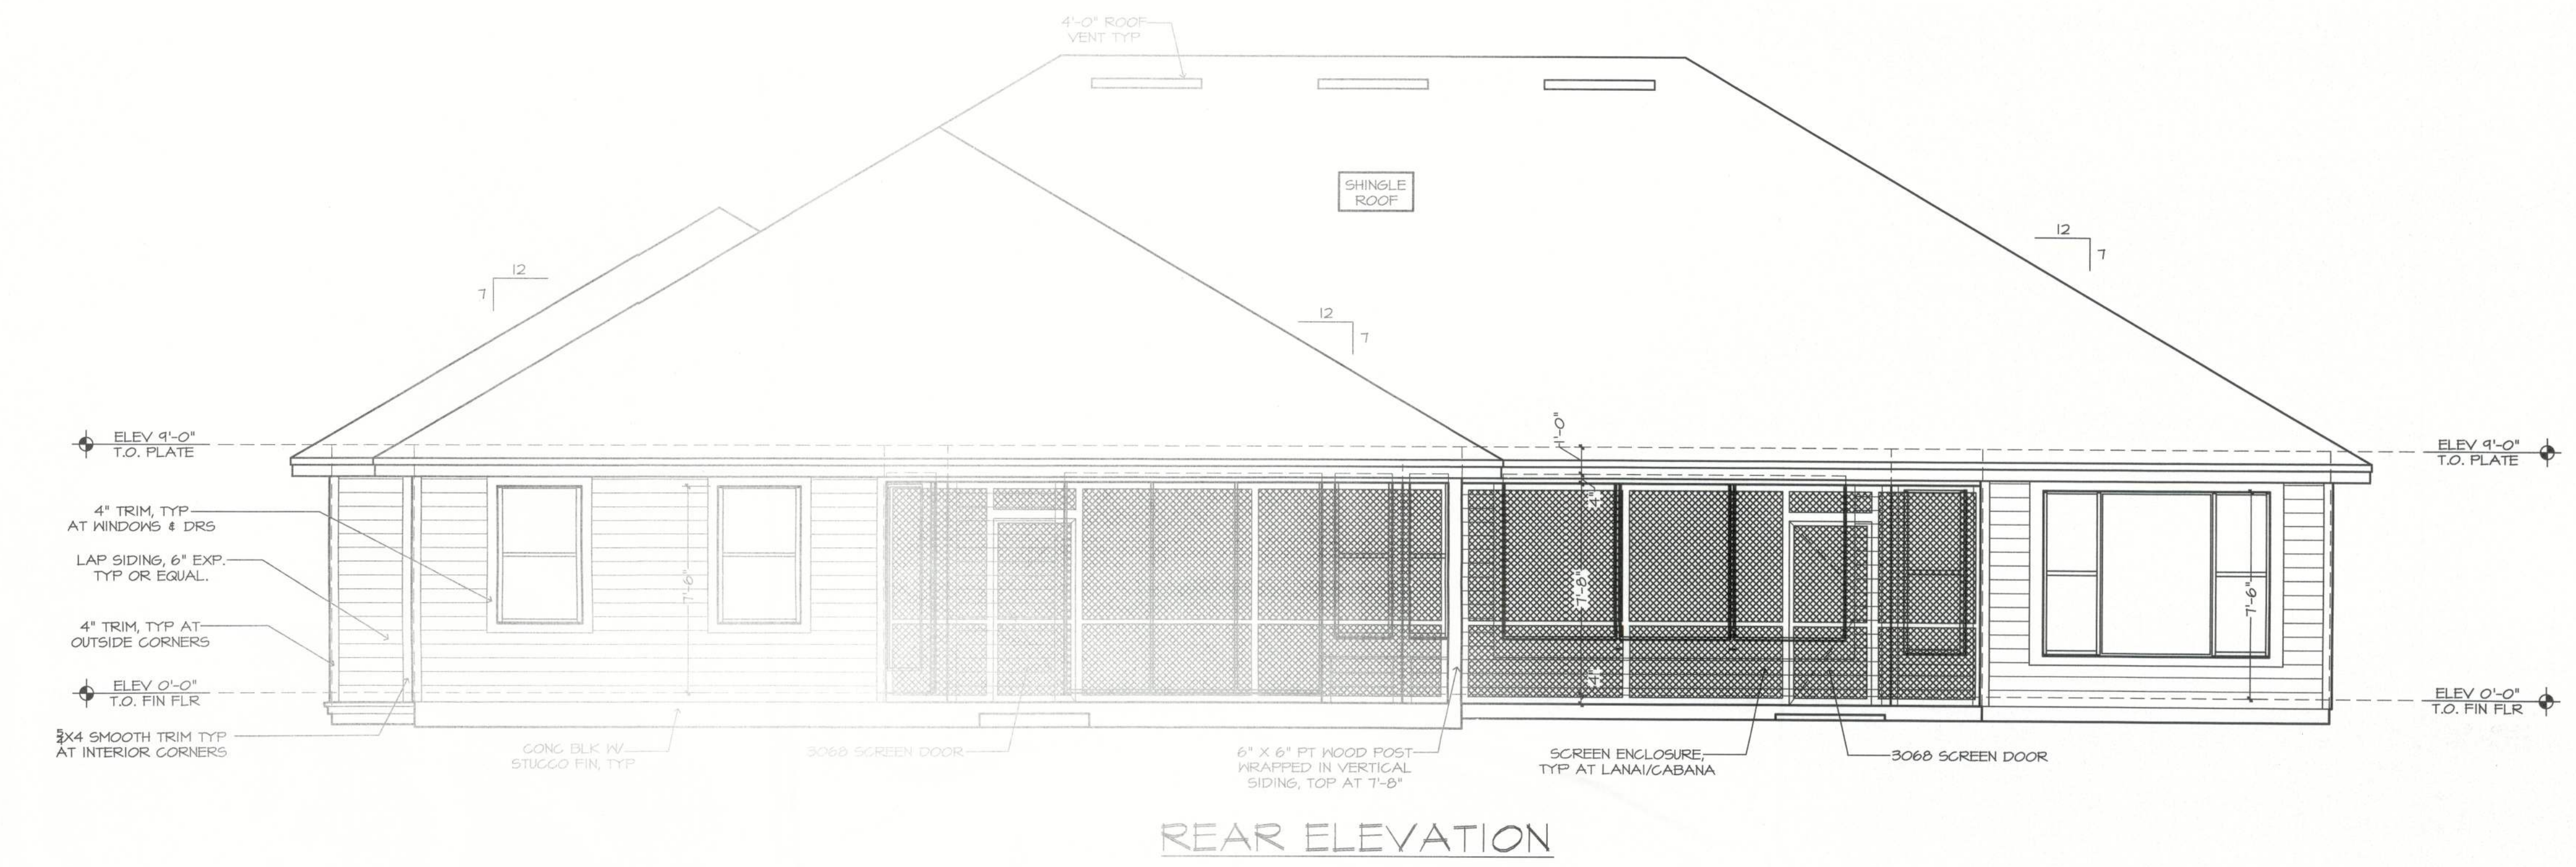 4'-0" ROOF
VENT TYP
SHINGLE
ROOF
12
7
12
7
12
7
1'-0"
ELEV 9'-0"
T.O. PLATE
ELEV 9'-0"
T.O. PLATE
4" TRIM, TYP
AT WINDOWS & DRS
LAP SIDING, 6" EXP.
TYP OR EQUAL.
4" TRIM, TYP AT
OUTSIDE CORNERS
7'-6"
4"
7'-8"
4"
7'-6"
ELEV 0'-0"
T.O. FIN FLR
ELEV 0'-0"
T.O. FIN FLR
X4 SMOOTH TRIM TYP
AT INTERIOR CORNERS
CONC BLK W/
STUCCO FIN, TYP
3068 SCREEN DOOR
6" X 6" PT WOOD POST
WRAPPED IN VERTICAL
SIDING, TOP AT 7'-8"
SCREEN ENCLOSURE,
TYP AT LANAI/CABANA
3068 SCREEN DOOR
REAR ELEVATION